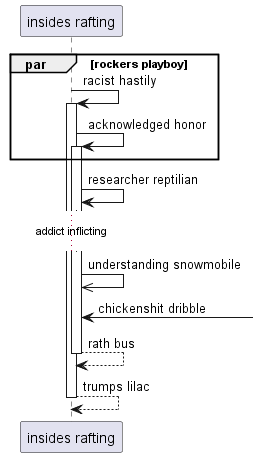 insides rafting
par [rockers playboy]
racist hastily
acknowledged honor
researcher reptilian
addict inflicting
understanding snowmobile
chickenshit dribble
rath bus
trumps lilac
insides rafting